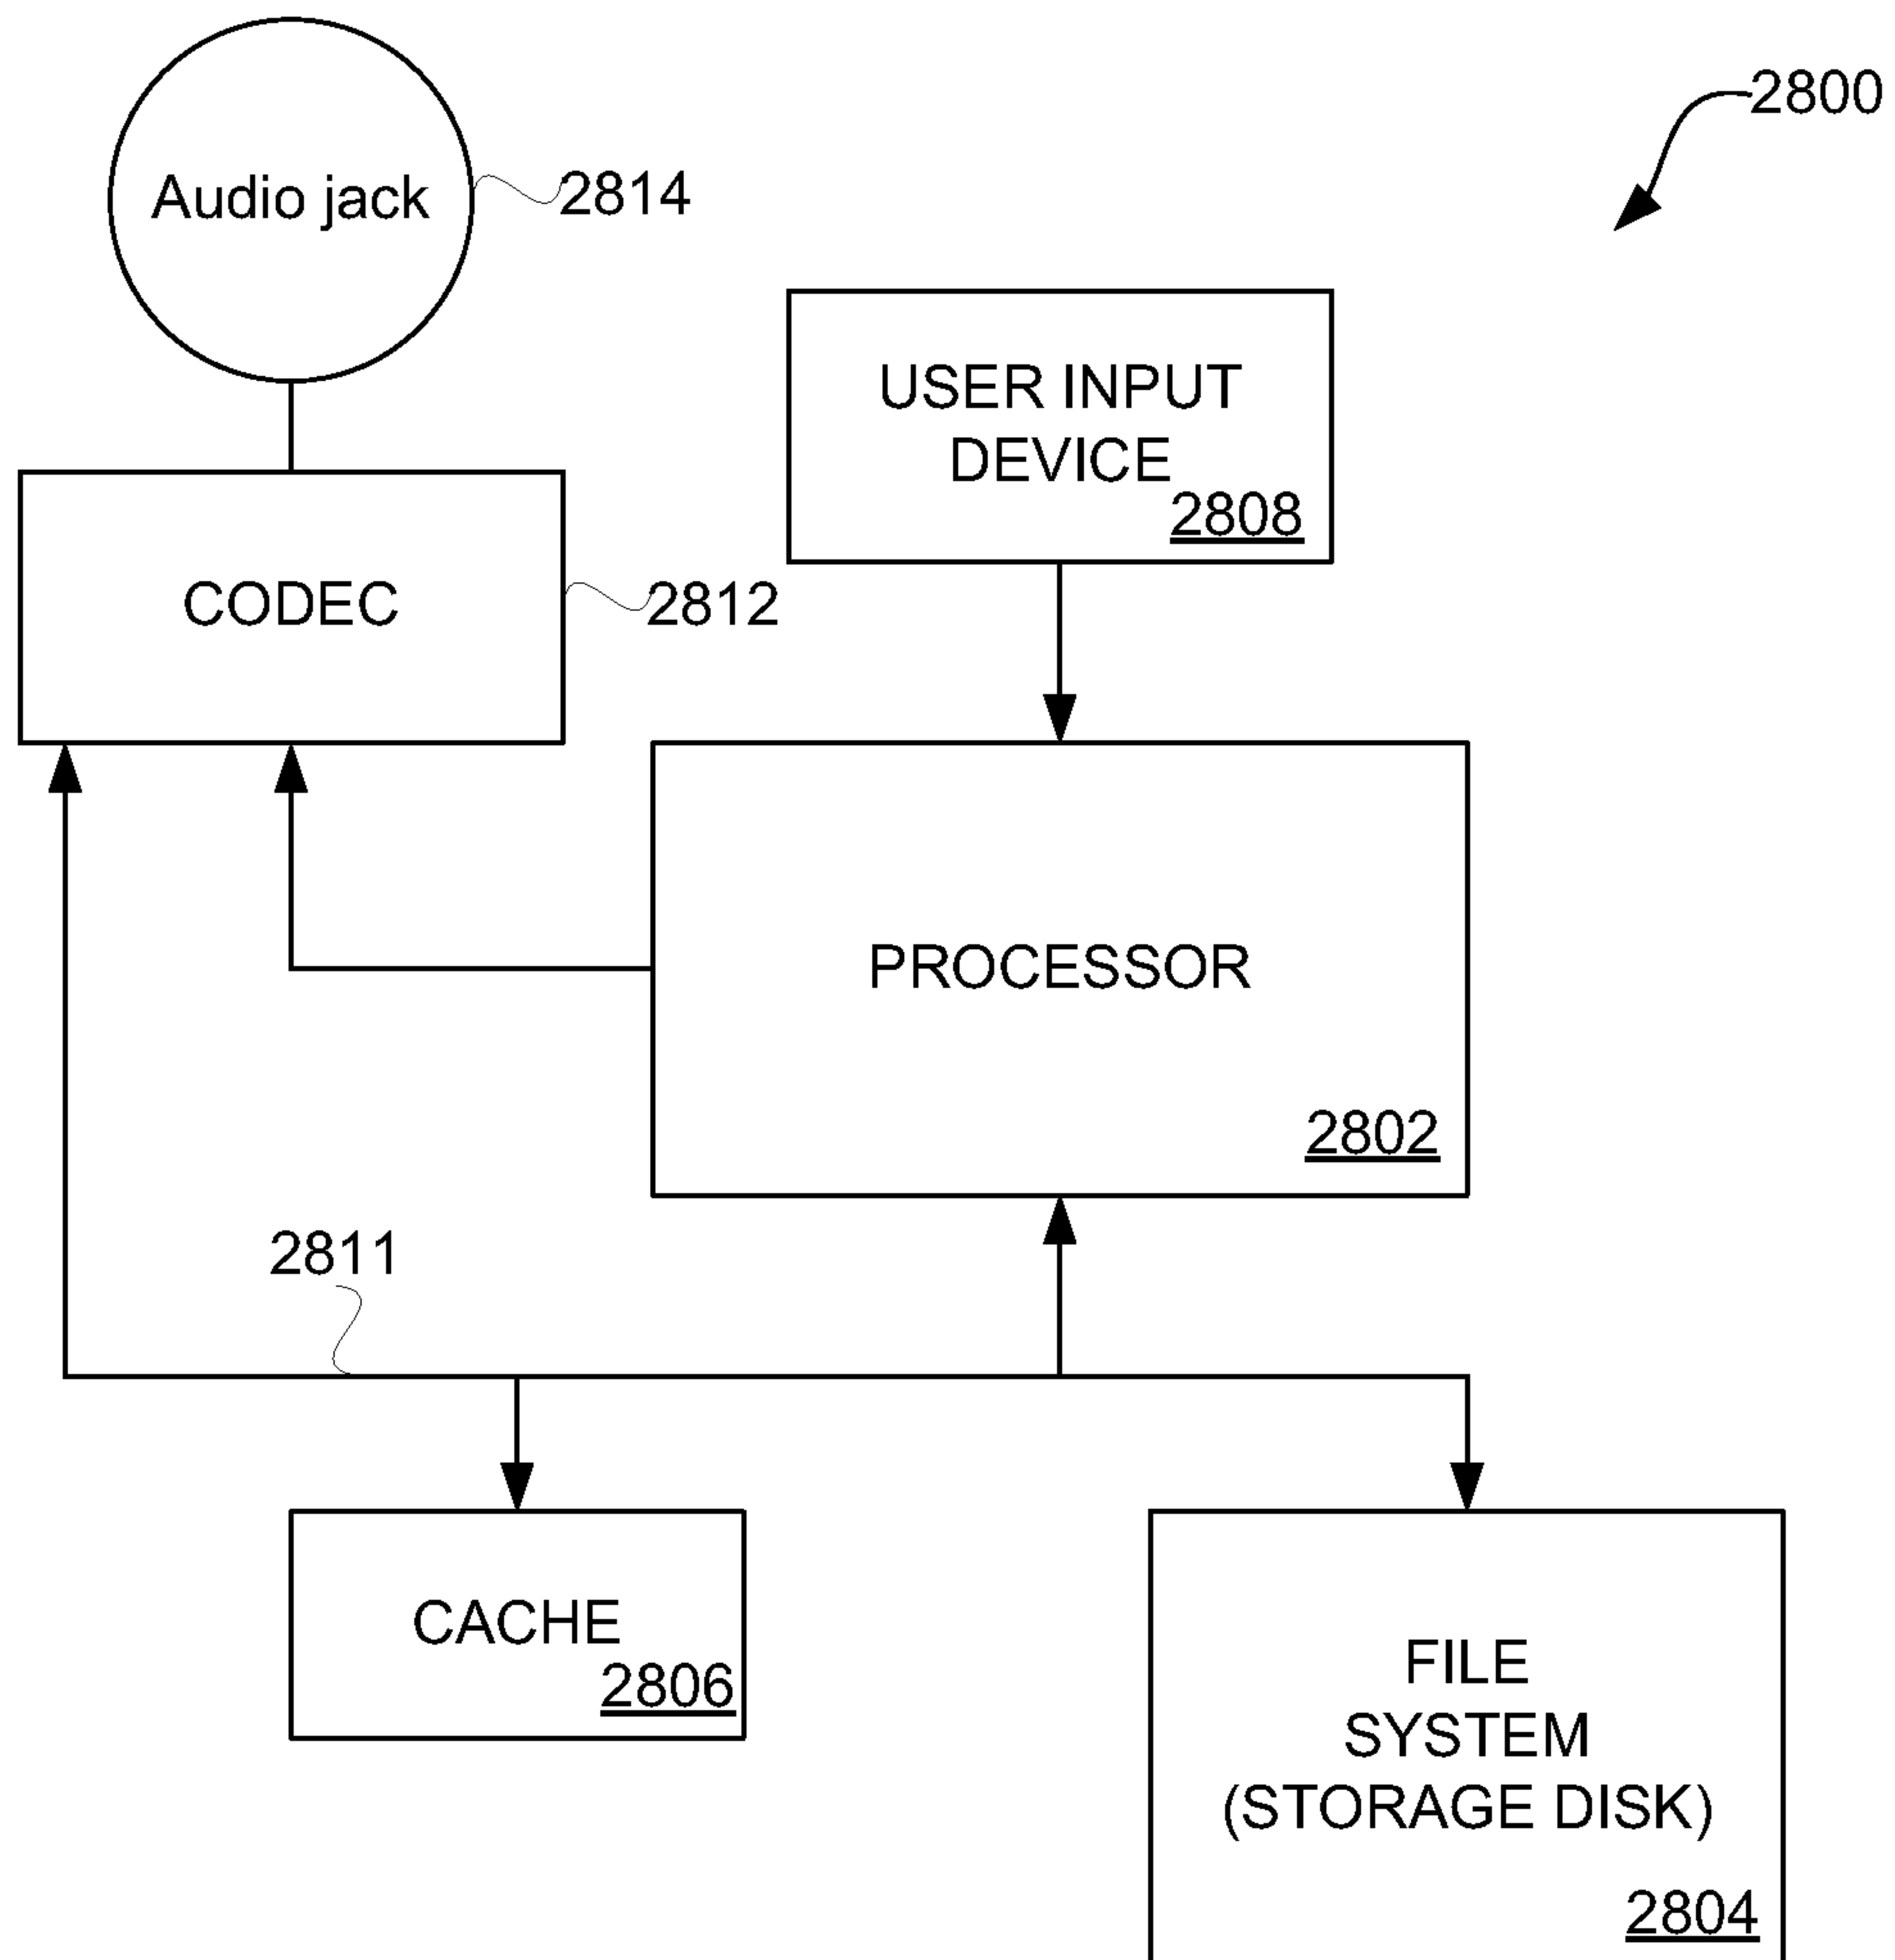 2800
Audio jack
2814
USER INPUT
DEVICE
2808
CODEC
2812
PROCESSOR
2802
2811
CACHE
2806
FILE
SYSTEM
(STORAGE DISK)
2804